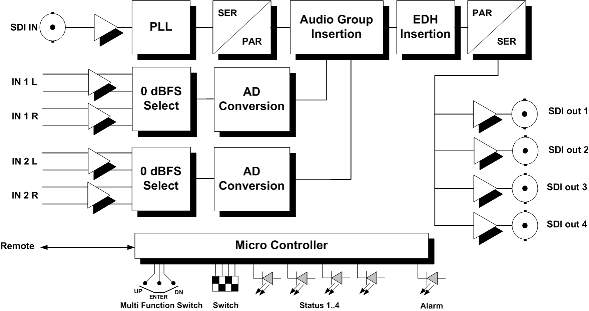 SDI IN
PLL
SER
PAR
Audio Group
Insertion
EDH
Insertion
PAR
SER
IN 1 L
IN 1 R
0 dBFS
Select
AD
Conversion
SDI out 1
SDI out 2
SDI out 3
SDI out 4
IN 2 L
IN 2 R
0 dBFS
Select
AD
Conversion
Remote
Micro Controller
UP
ENTER
DN
Multi Function Switch
Switch
Status 1..4
Alarm